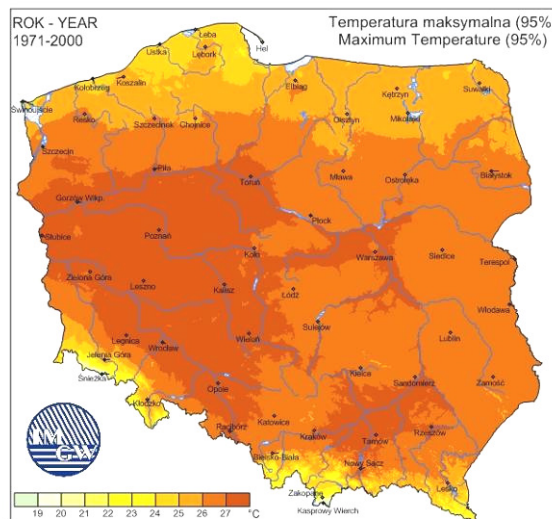 ROK - YEAR
1971-2000
Temperatura maksymalna (95%)
Maximum Temperature (95%)
Łeba
Hel
Ustka
Lębork
Kołobrzeg
Koszalin
Elbląg
Kętrzyn
Suwałki
Świnoujście
Resko
Szczecinek
Chojnice
Olsztyn
Mikołajki
Szczecin
Piła
Toruń
Mława
Ostrołęka
Białystok
Gorzów Wlkp.
Płock
Słubice
Poznań
Koło
Warszawa
Siedlce
Terespol
Zielona Góra
Leszno
Kalisz
Łódź
Włodawa
Sulejów
Legnica
Wrocław
Wieluń
Lublin
Jelenia Góra
Śnieżka
Opole
Kielce
Sandomierz
Zamość
Kłodzko
Racibórz
Katowice
Kraków
Tarnów
Rzeszów
Bielsko-Biała
Nowy Sącz
Zakopane
Lesko
Kasprowy Wierch
IMGW
19 20 21 22 23 24 25 26 27 °C